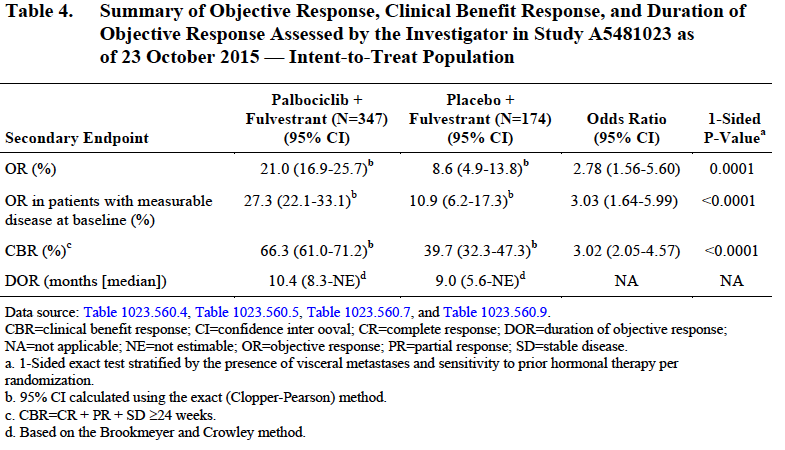 Table 4. Summary of Objective Response, Clinical Benefit Response, and Duration of
Objective Response Assessed by the Investigator in Study A5481023 as
of 23 October 2015 — Intent-to-Treat Population
Secondary Endpoint Palbociclib + Fulvestrant (N=347) (95% CI) Placebo + Fulvestrant (N=174) (95% CI) Odds Ratio (95% CI) 1-Sided P-Valueᵃ
OR (%) 21.0 (16.9-25.7)ᵇ 8.6 (4.9-13.8)ᵇ 2.78 (1.56-5.60) 0.0001
OR in patients with measurable disease at baseline (%) 27.3 (22.1-33.1)ᵇ 10.9 (6.2-17.3)ᵇ 3.03 (1.64-5.99) <0.0001
CBR (%)ᶜ 66.3 (61.0-71.2)ᵇ 39.7 (32.3-47.3)ᵇ 3.02 (2.05-4.57) <0.0001
DOR (months [median]) 10.4 (8.3-NE)ᵈ 9.0 (5.6-NE)ᵈ NA NA
Data source: Table 1023.560.4, Table 1023.560.5, Table 1023.560.7, and Table 1023.560.9.
CBR=clinical benefit response; CI=confidence inter ooval; CR=complete response; DOR=duration of objective response;
NA=not applicable; NE=not estimable; OR=objective response; PR=partial response; SD=stable disease.
a. 1-Sided exact test stratified by the presence of visceral metastases and sensitivity to prior hormonal therapy per
randomization.
b. 95% CI calculated using the exact (Clopper-Pearson) method.
c. CBR=CR + PR + SD ≥24 weeks.
d. Based on the Brookmeyer and Crowley method.